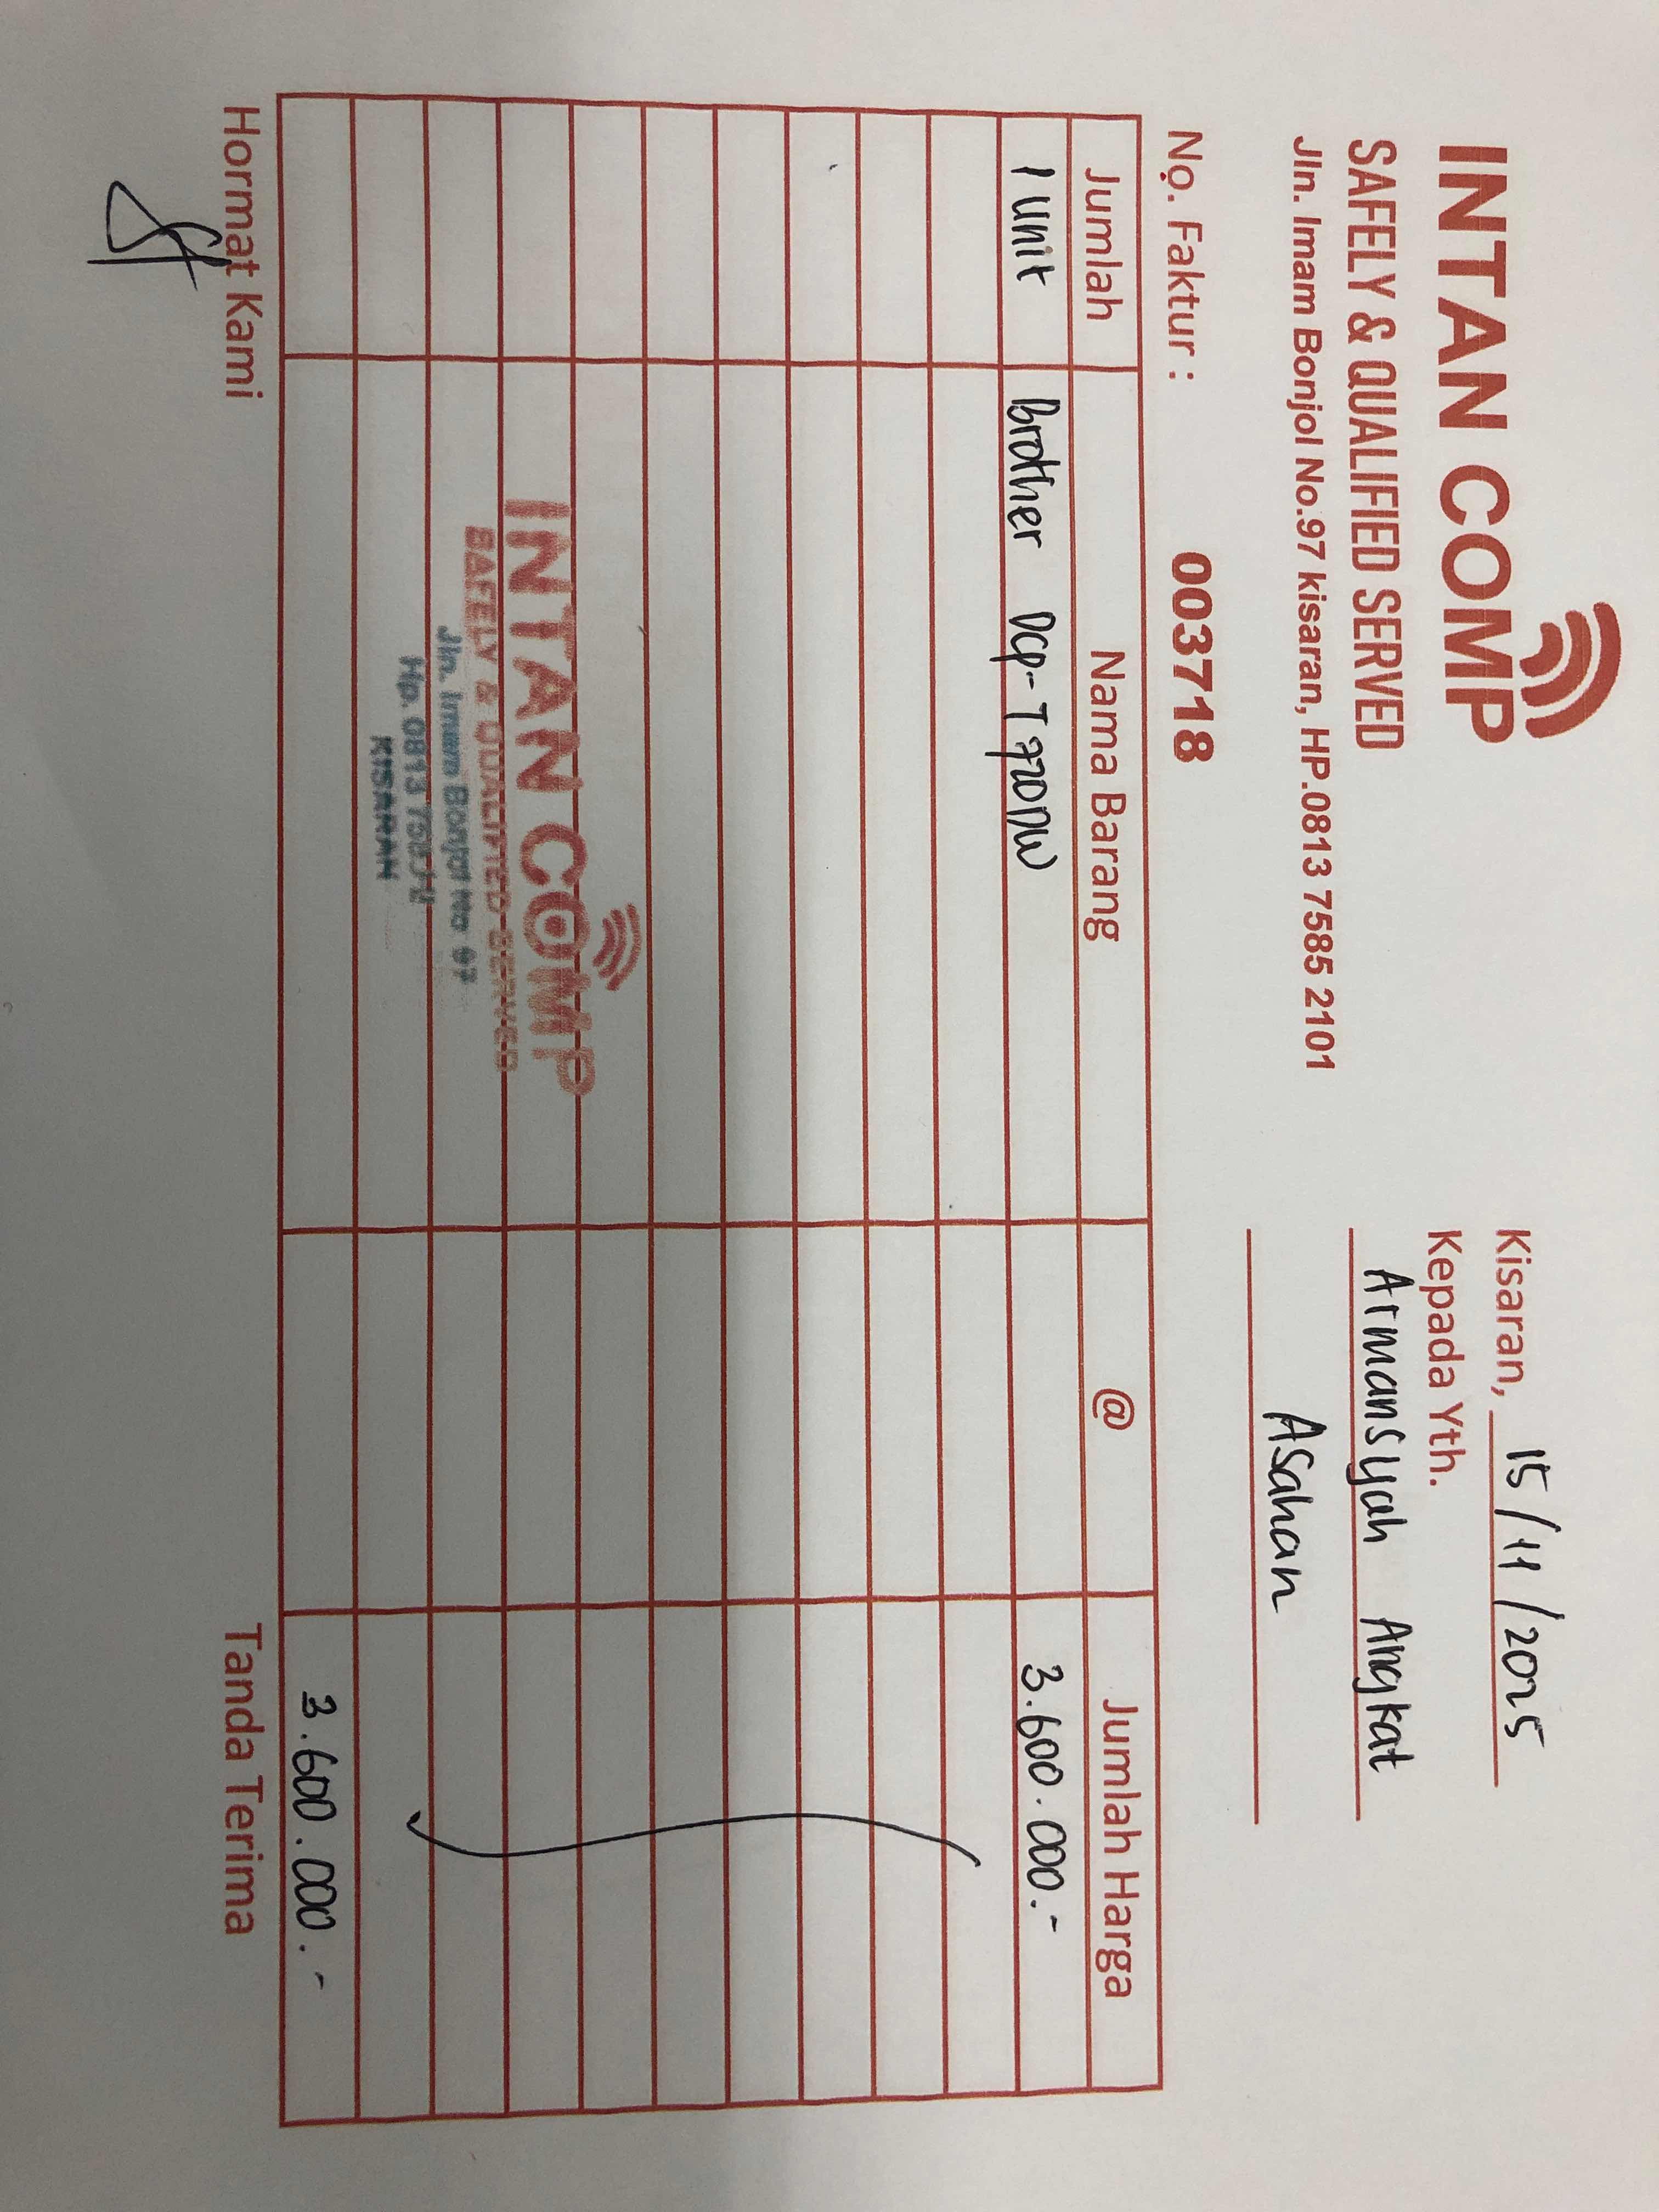 INTAN COMP
SAFELY & QUALIFIED SERVED
Jln. Imam Bonjol No.97 kisaran, HP.0813 7585 2101
Kisaran, 15/11/2025
Kepada Yth.
Armansyah Angkat
Asahan
No. Faktur : 003718
Jumlah Nama Barang @ Jumlah Harga
1 unit Brother DCP-T720DW 3.600.000.-
INTAN COMP
SAFELY & QUALIFIED SERVED
Jln. Imam Bonjol No 97
Hp. 0813
KISARAN
3.600.000.-
Hormat Kami Tanda Terima